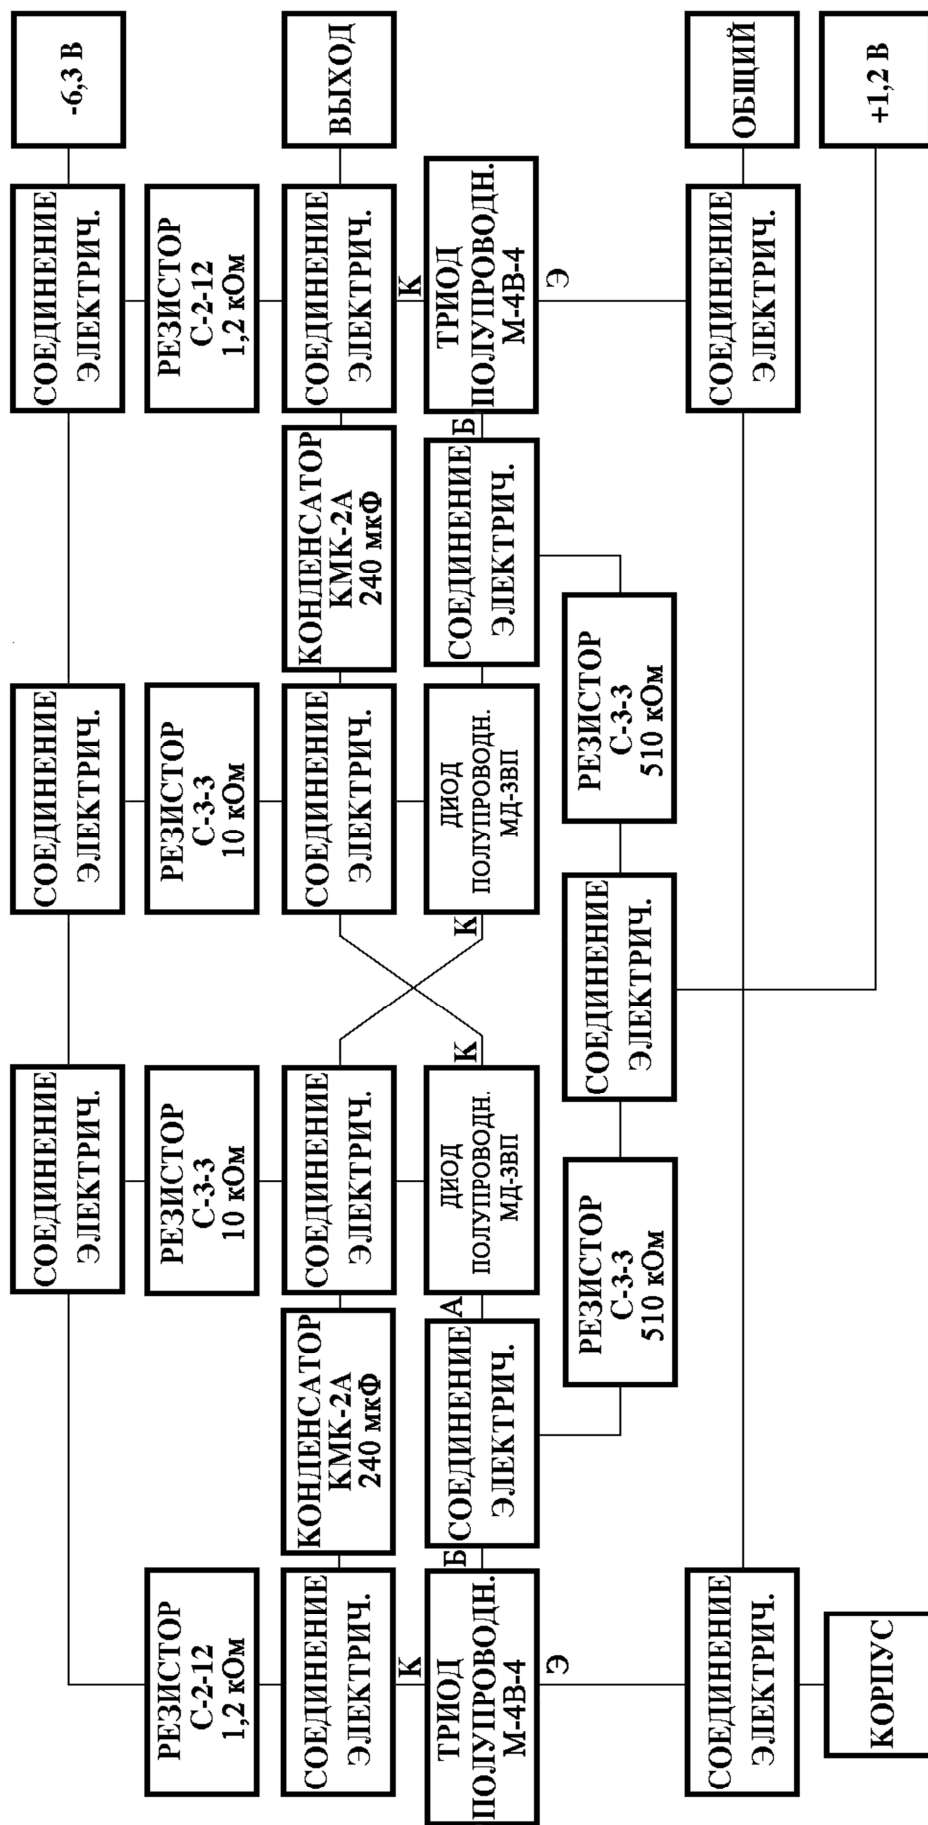 СОЕДИНЕНИЕ
ЭЛЕКТРИЧ.
СОЕДИНЕНИЕ
ЭЛЕКТРИЧ.
СОЕДИНЕНИЕ
ЭЛЕКТРИЧ.
-6,3 В
РЕЗИСТОР
С-2-12
1,2 кОм
РЕЗИСТОР
С-3-3
10 кОм
РЕЗИСТОР
С-3-3
10 кОм
РЕЗИСТОР
С-2-12
1,2 кОм
СОЕДИНЕНИЕ
ЭЛЕКТРИЧ.
КОНДЕНСАТОР
КМК-2А
240 мкФ
СОЕДИНЕНИЕ
ЭЛЕКТРИЧ.
СОЕДИНЕНИЕ
ЭЛЕКТРИЧ.
КОНДЕНСАТОР
КМК-2А
240 мкФ
СОЕДИНЕНИЕ
ЭЛЕКТРИЧ.
ВЫХОД
К
К
ТРИОД
ПОЛУПРОВОДН.
М-4В-4
Б
СОЕДИНЕНИЕ
ЭЛЕКТРИЧ.
А
ДИОД
ПОЛУПРОВОДН.
МД-3ВП
К
К
ДИОД
ПОЛУПРОВОДН.
МД-3ВП
СОЕДИНЕНИЕ
ЭЛЕКТРИЧ.
Б
ТРИОД
ПОЛУПРОВОДН.
М-4В-4
Э
Э
РЕЗИСТОР
С-3-3
510 кОм
СОЕДИНЕНИЕ
ЭЛЕКТРИЧ.
РЕЗИСТОР
С-3-3
510 кОм
СОЕДИНЕНИЕ
ЭЛЕКТРИЧ.
СОЕДИНЕНИЕ
ЭЛЕКТРИЧ.
ОБЩИЙ
КОРПУС
+1,2 В